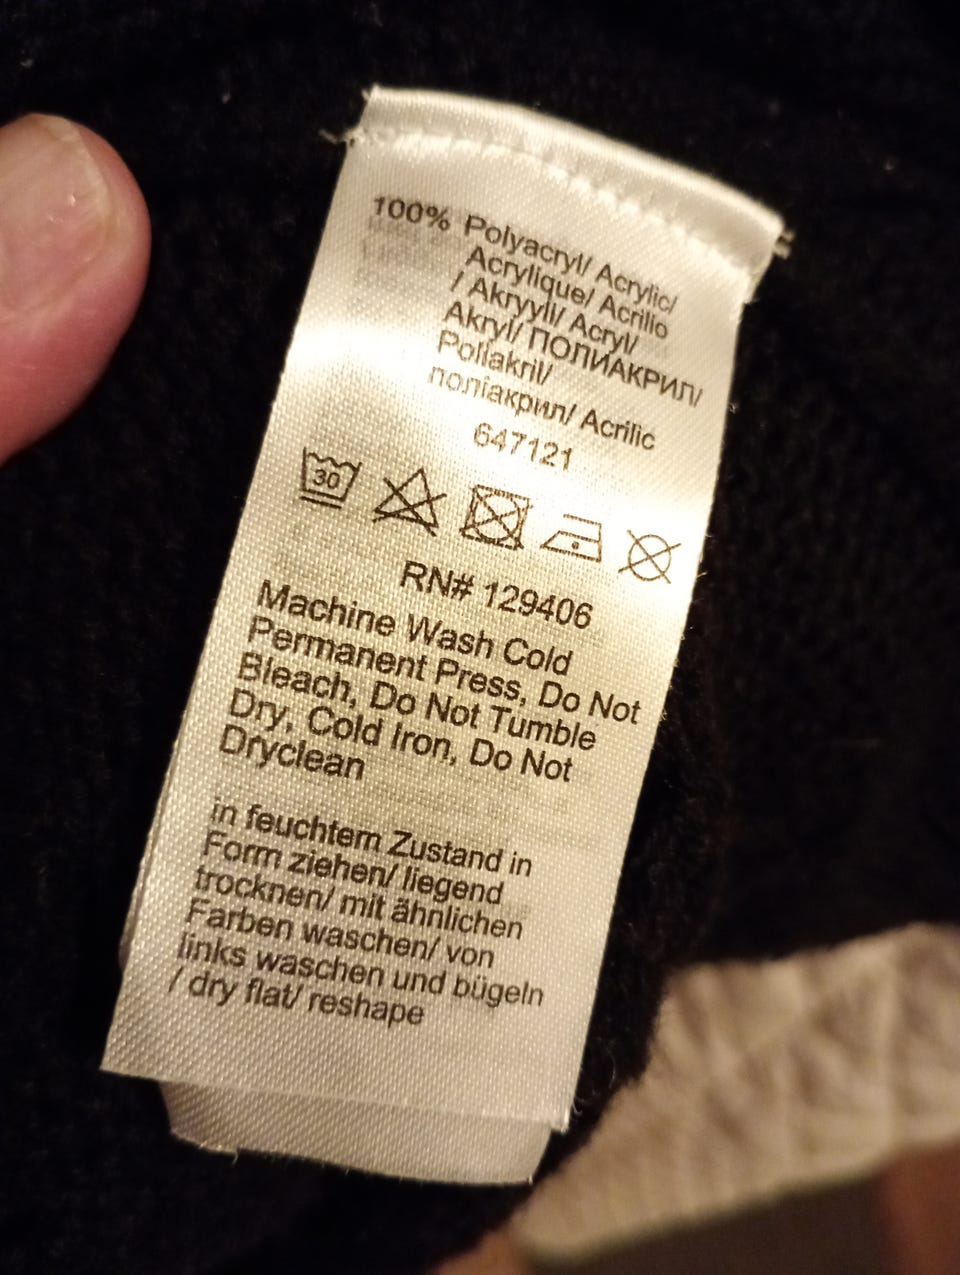 100% Polyacryl/ Acrylic/
Acrylique/ Acrilio
/ Akryyli/ Acryl/
Akryl/ ПОЛИАКРИЛ/
Poliakril/
поліакрил/ Acrilic
647121
30
RN# 129406
Machine Wash Cold
Permanent Press, Do Not
Bleach, Do Not Tumble
Dry, Cold Iron, Do Not
Dryclean
in feuchtem Zustand in
Form ziehen/ liegend
trocknen/ mit ähnlichen
Farben waschen/ von
links waschen und bügeln
/ dry flat/ reshape